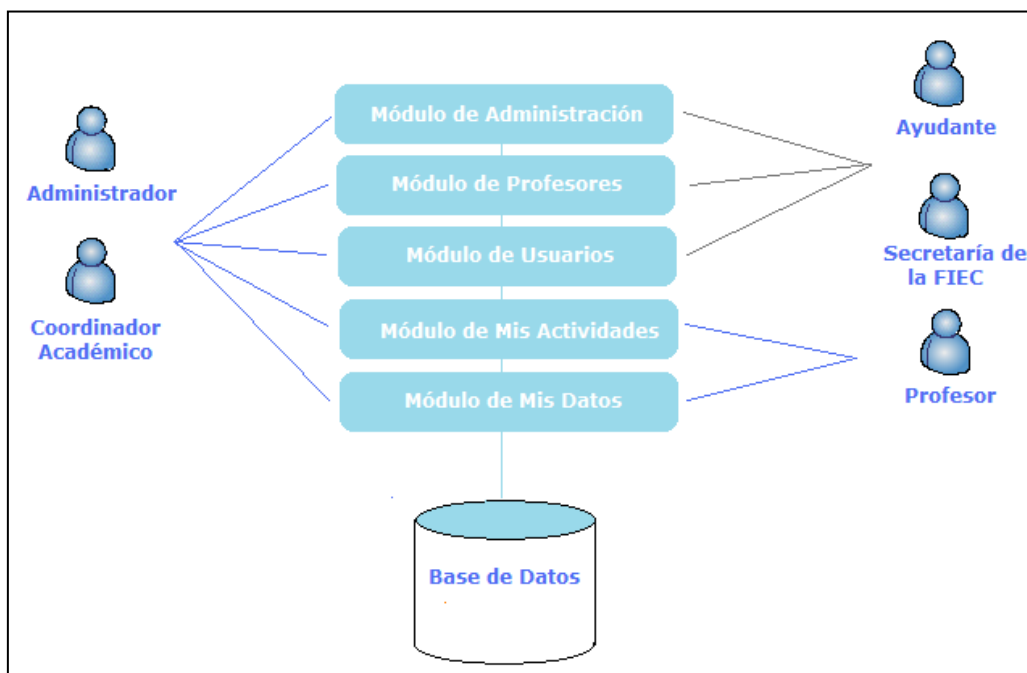 Ayudante
Módulo de Administración
Módulo de Profesores
Administrador
Módulo de Usuarios
Secretaría de
la FIEC
Coordinador
Académico
Módulo de Mis Actividades
Módulo de Mis Datos
Profesor
Base de Datos